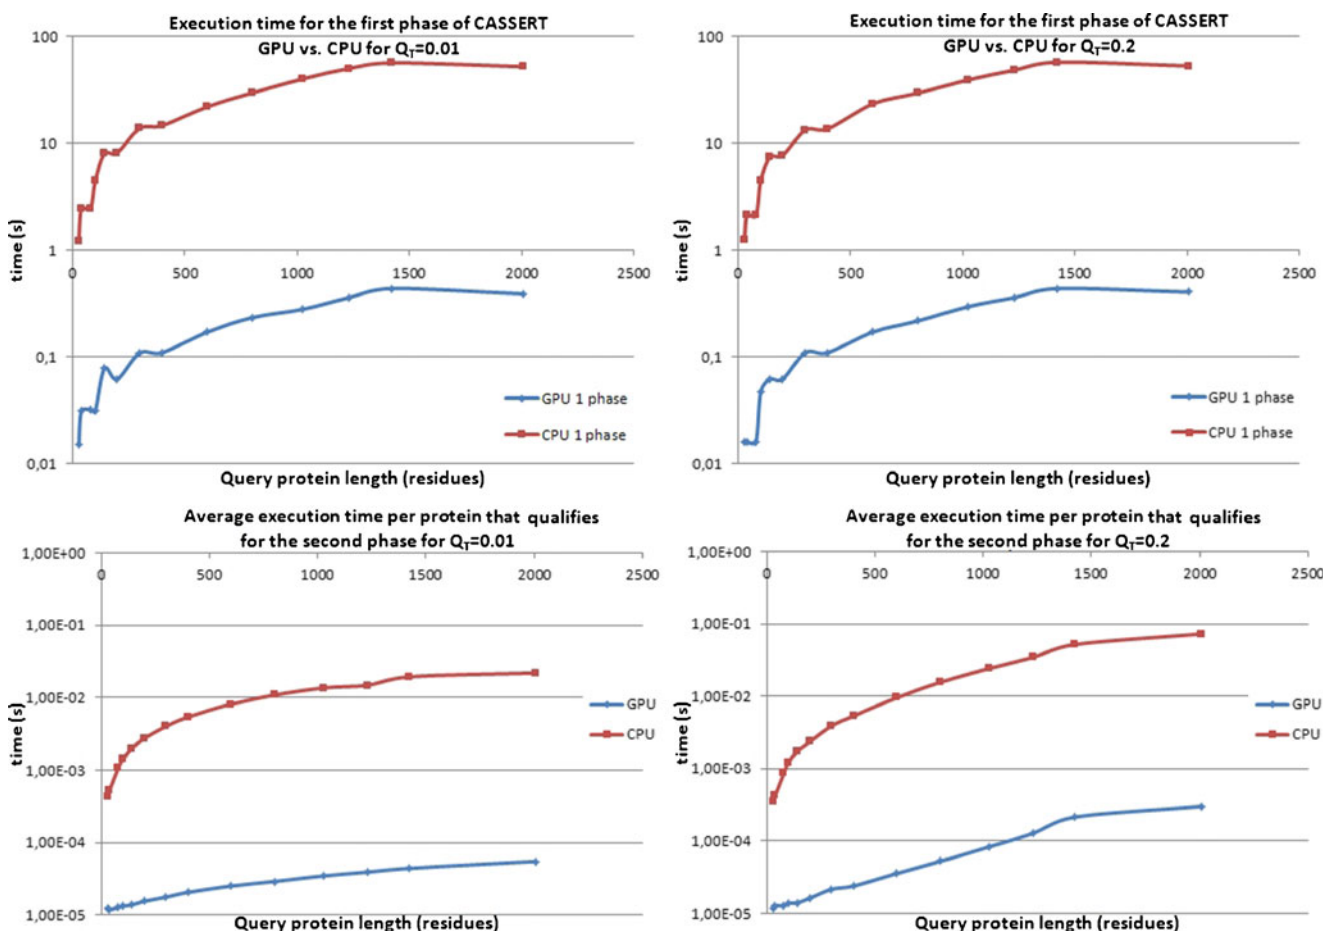 Execution time for the first phase of CASSERT
GPU vs. CPU for QT=0.01
100
10
1
0,1
0,01
time (s)
0
500
1000
1500
2000
2500
GPU 1 phase
CPU 1 phase
Query protein length (residues)
Execution time for the first phase of CASSERT
GPU vs. CPU for QT=0.2
100
10
1
0,1
0,01
time (s)
0
500
1000
1500
2000
2500
GPU 1 phase
CPU 1 phase
Query protein length (residues)
Average execution time per protein that qualifies
for the second phase for QT=0.01
1,00E+00
1,00E-01
1,00E-02
1,00E-03
1,00E-04
1,00E-05
time (s)
0
500
1000
1500
2000
2500
GPU
CPU
Query protein length (residues)
Average execution time per protein that qualifies
for the second phase for QT=0.2
1,00E+00
1,00E-01
1,00E-02
1,00E-03
1,00E-04
1,00E-05
time (s)
0
500
1000
1500
2000
2500
GPU
CPU
Query protein length (residues)